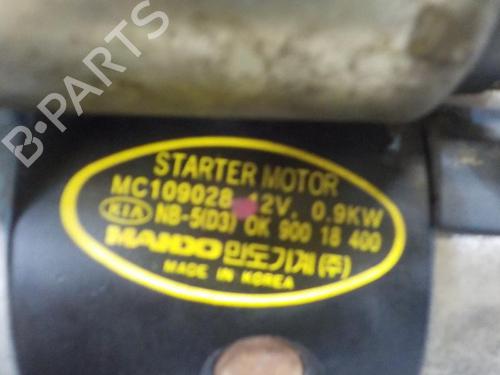 B-PARTS
STARTER MOTOR
MC109028 12V, 0.9KW
KIA NB-5(D3) OK 900 18 400
MANDO 만도기계(주)
MADE IN KOREA